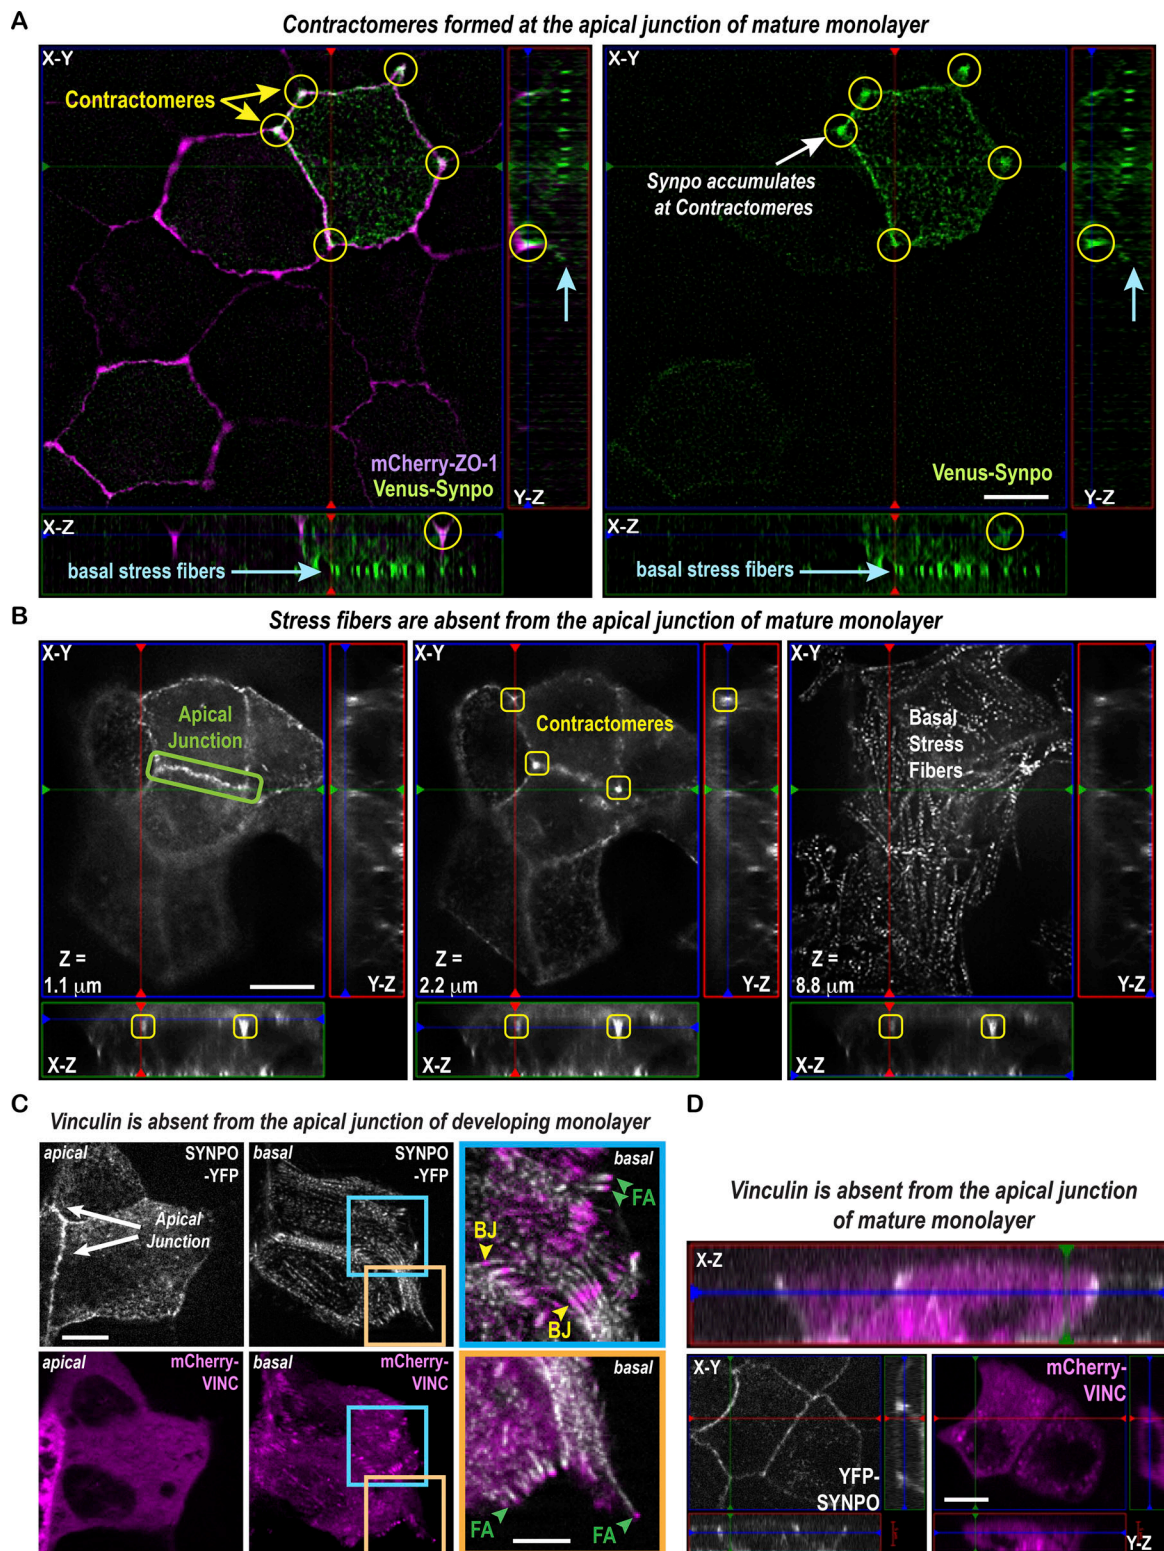 A
Contractomeres formed at the apical junction of mature monolayer
X-Y
Contractomeres
mCherry-ZO-1
Venus-Synpo
Y-Z
X-Z
basal stress fibers
X-Y
Synpo accumulates
at Contractomeres
Venus-Synpo
Y-Z
X-Z
basal stress fibers
B
Stress fibers are absent from the apical junction of mature monolayer
X-Y
Apical
Junction
Z =
1.1 μm
Y-Z
X-Z
X-Y
Contractomeres
Z =
2.2 μm
Y-Z
X-Z
X-Y
Basal
Stress
Fibers
Z =
8.8 μm
Y-Z
X-Z
C
Vinculin is absent from the apical junction of developing monolayer
apical
SYNPO
-YFP
Apical
Junction
basal
SYNPO
-YFP
basal
FA
BJ
BJ
apical
mCherry-
VINC
basal
mCherry-
VINC
basal
FA
FA
D
Vinculin is absent from the apical junction
of mature monolayer
X-Z
X-Y
YFP-
SYNPO
mCherry-
VINC
Y-Z